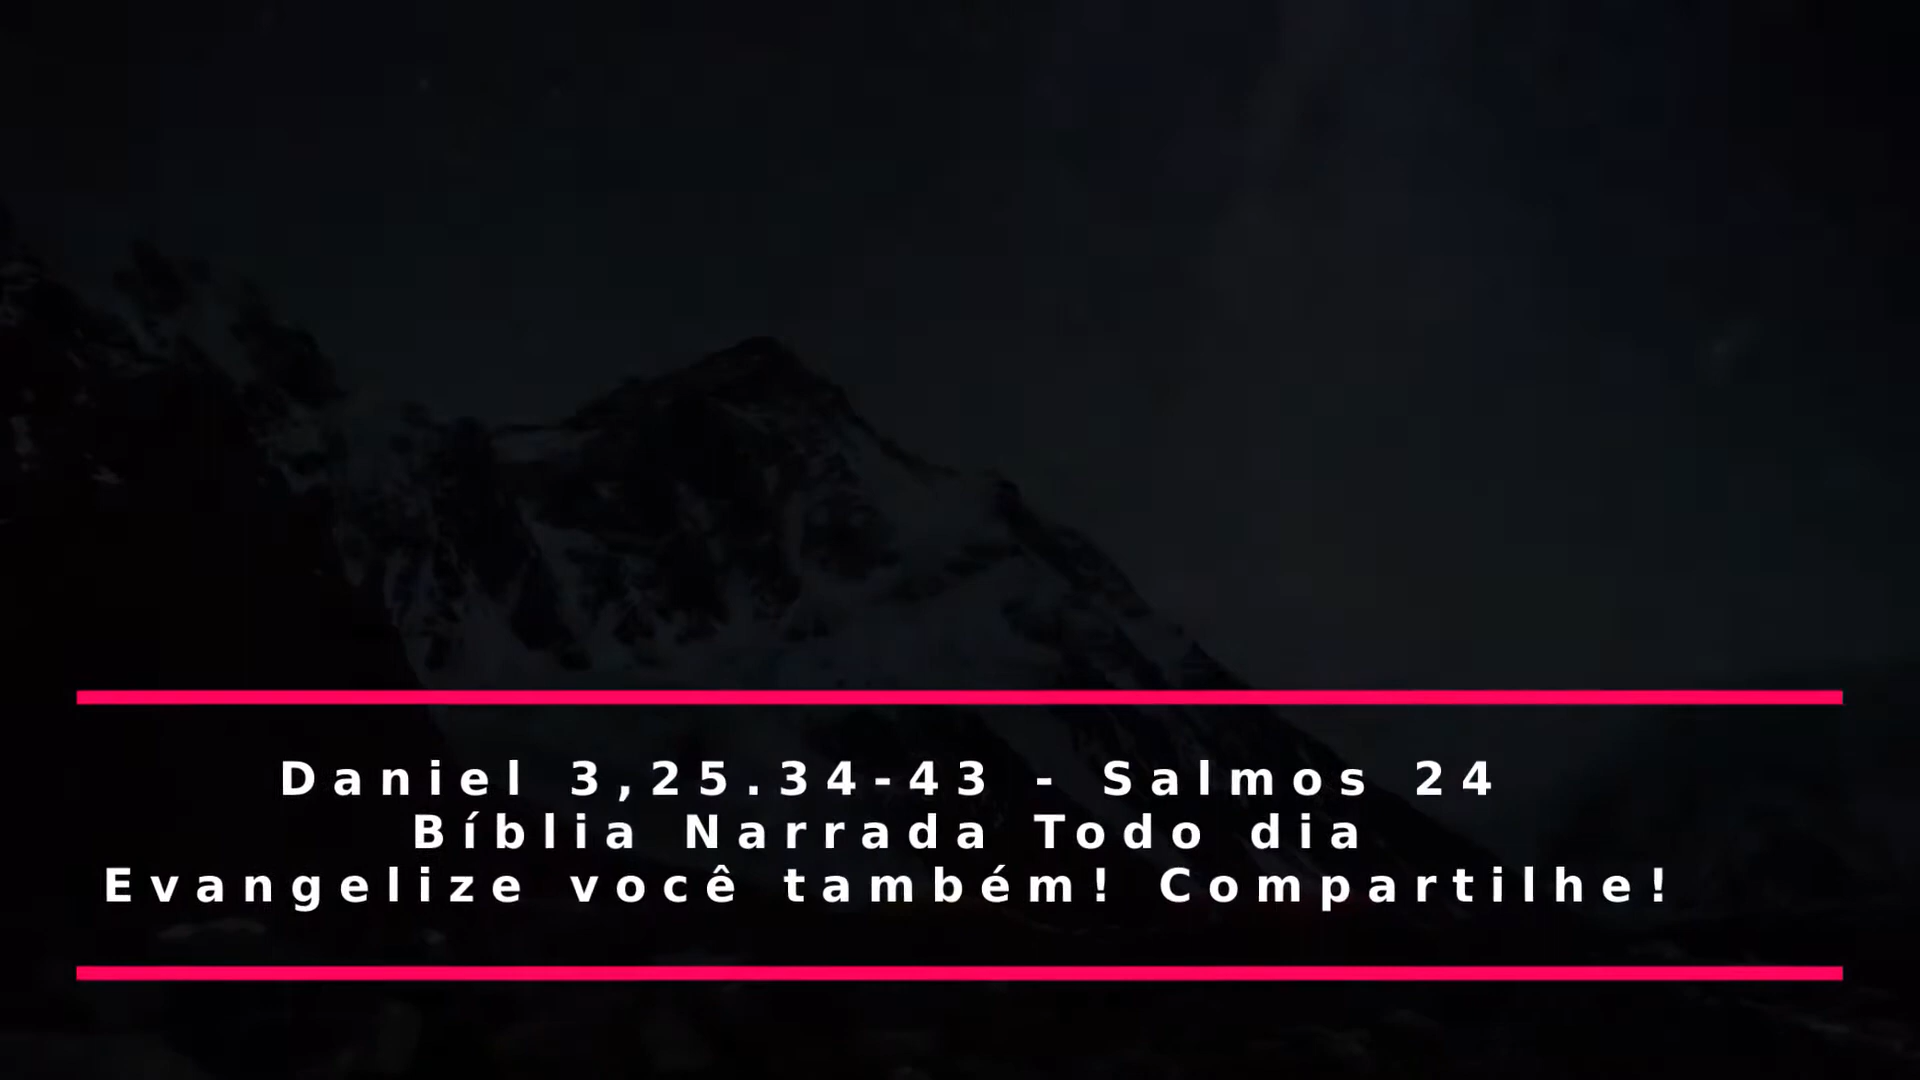 Daniel 3,25.34-43 - Salmos 24
Bíblia Narrada Todo dia
Evangelize você também! Compartilhe!